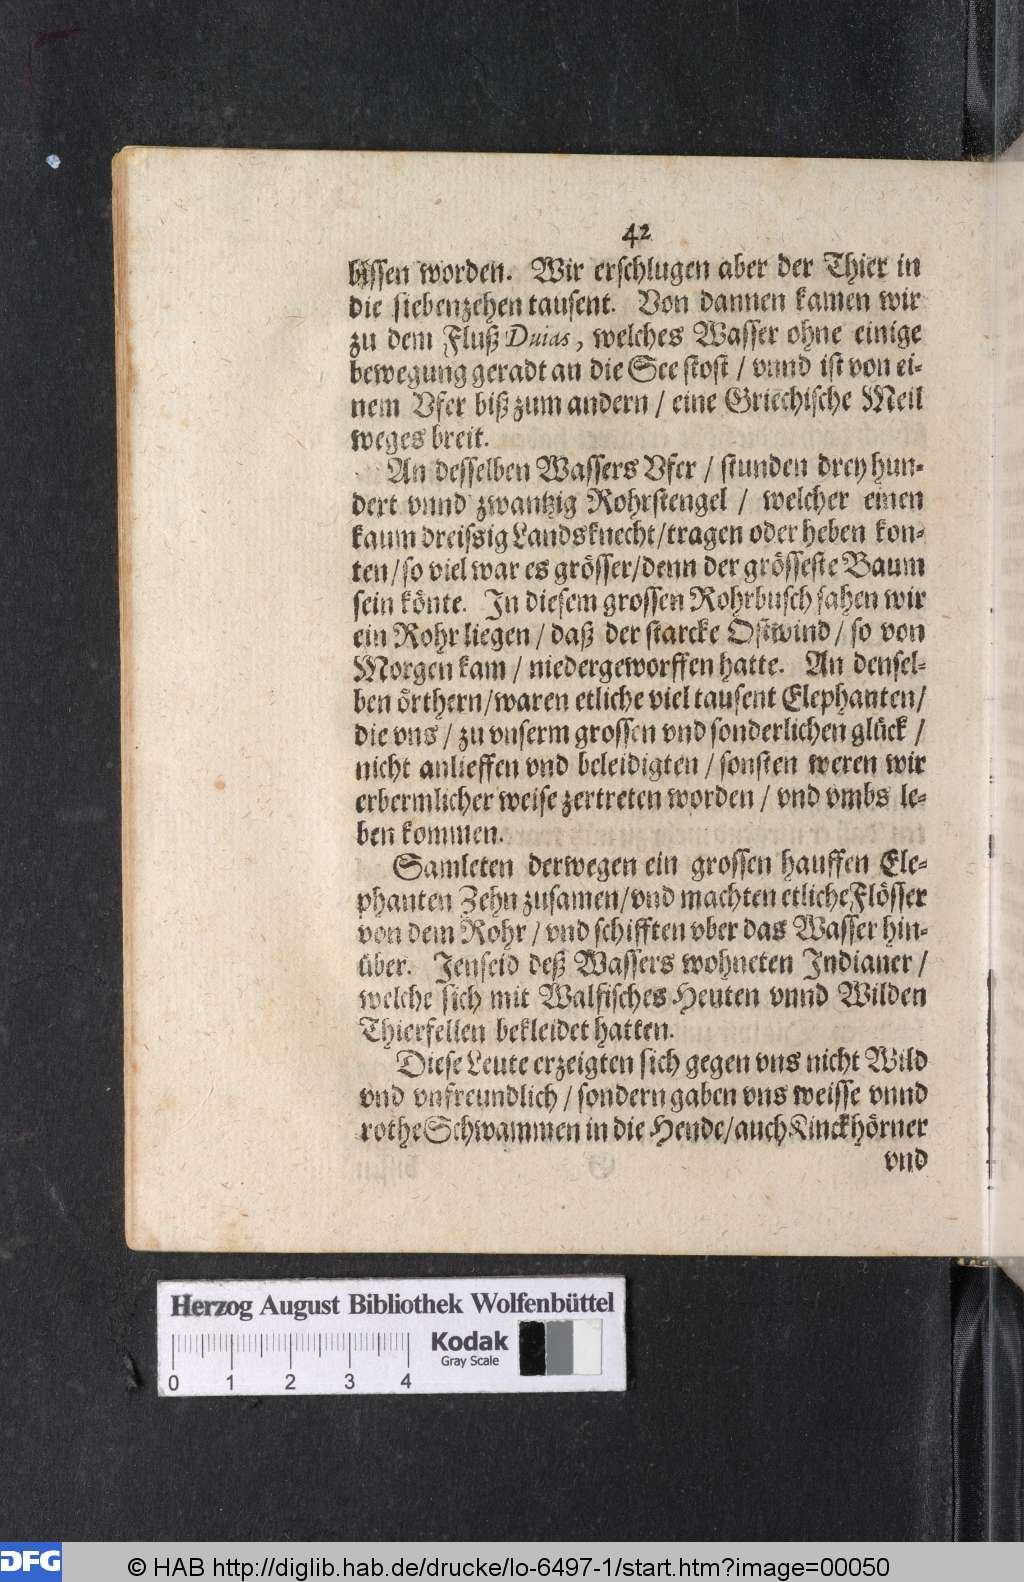 42
bissen worden. Wir erschlugen aber der Thier in
die siebenzehen tausent. Von dannen kamen wir
zu dem Fluß Duias, welches Wasser ohne einige
bewegung geradt an die See stost / vnnd ist von ei-
nem Vfer biß zum andern / eine Griechische Meil
weges breit.
An desselben Wassers Vfer / stunden drey hun-
dert vnnd zwantzig Rohrstengel / welcher einen
kaum dreissig Landsknecht/tragen oder heben kon-
ten/so viel war es grösser/denn der grösseste Baum
sein könte. In diesem grossen Rohrbusch sahen wir
ein Rohr liegen / daß der starcke Ostwind / so von
Morgen kam / niedergeworffen hatte. An densel-
ben örthern/waren etliche viel tausent Elephanten/
die vns / zu vnserm grossen vnd sonderlichen glück /
nicht anlieffen vnd beleidigten / sonsten weren wir
erbermlicher weise zertreten worden / vnd vmbs le-
ben kommen.
Samleten derwegen ein grossen hauffen Ele-
phanten Zehn zusamen/vnd machten etliche Flösser
von dem Rohr / vnd schifften vber das Wasser hin-
über. Jenseid deß Wassers wohneten Indianer /
welche sich mit Walfisches Heuten vnnd Wilden
Thierfellen bekleidet hatten.
Diese Leute erzeigten sich gegen vns nicht Wild
vnd vnfreundlich / sondern gaben vns weisse vnnd
rothe Schwammen in die Hende/auch Kinckhörner
vnd
Herzog August Bibliothek Wolfenbüttel
Kodak
Gray Scale
0 1 2 3 4
DFG © HAB http://diglib.hab.de/drucke/lo-6497-1/start.htm?image=00050